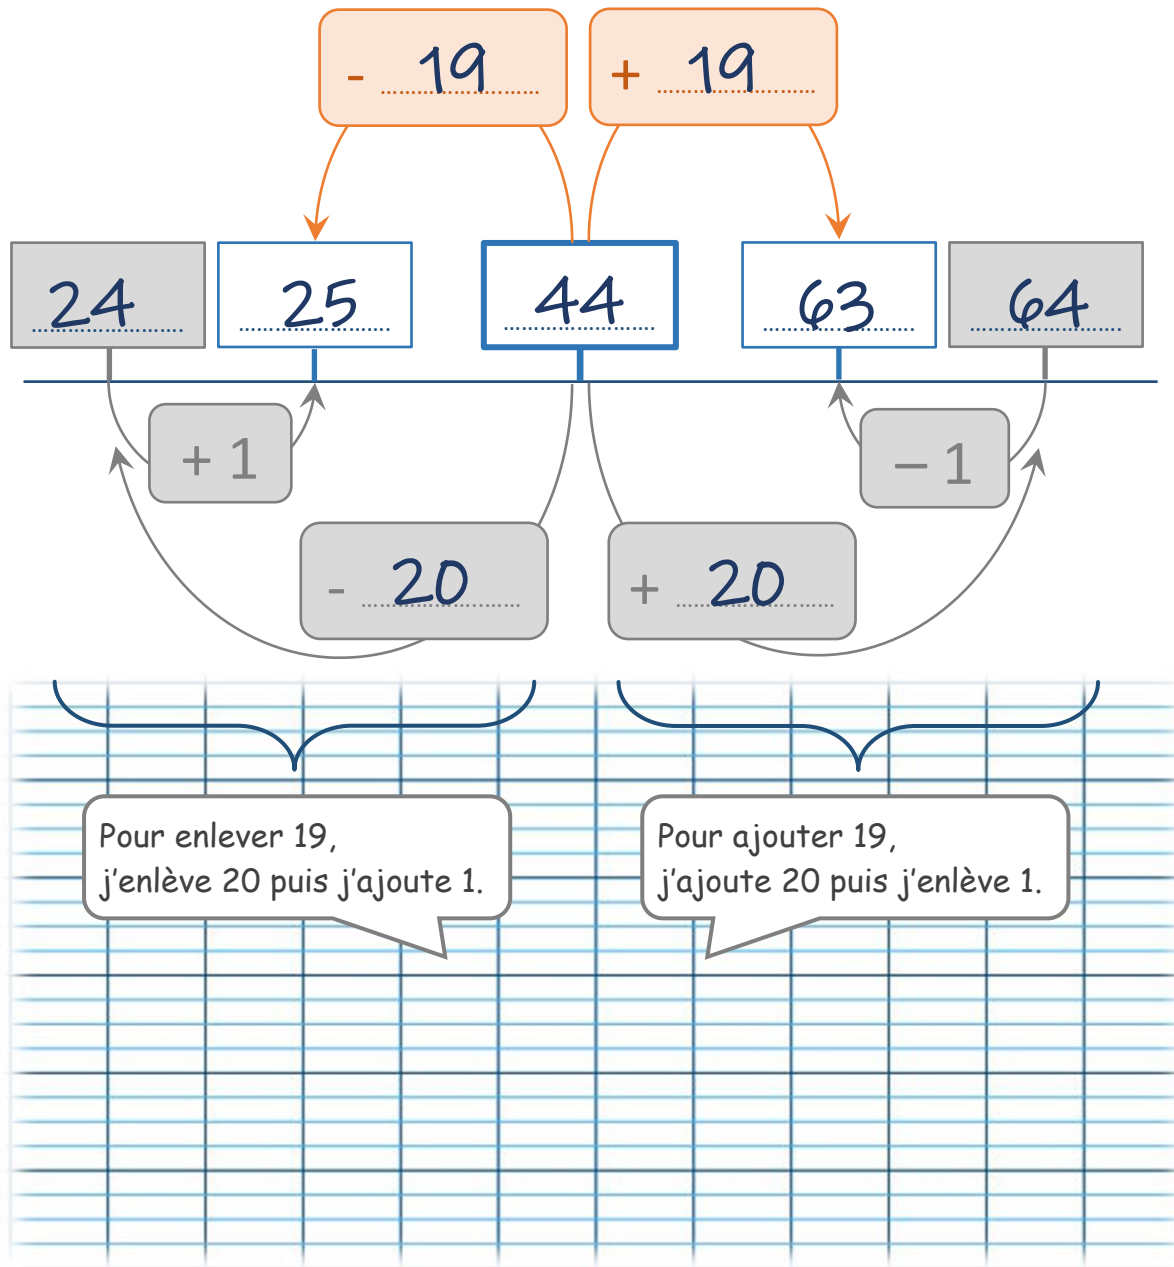 - 19
+ 19
24
25
44
63
64
+ 1
– 1
- 20
+ 20
Pour enlever 19,
j'enlève 20 puis j'ajoute 1.
Pour ajouter 19,
j'ajoute 20 puis j'enlève 1.